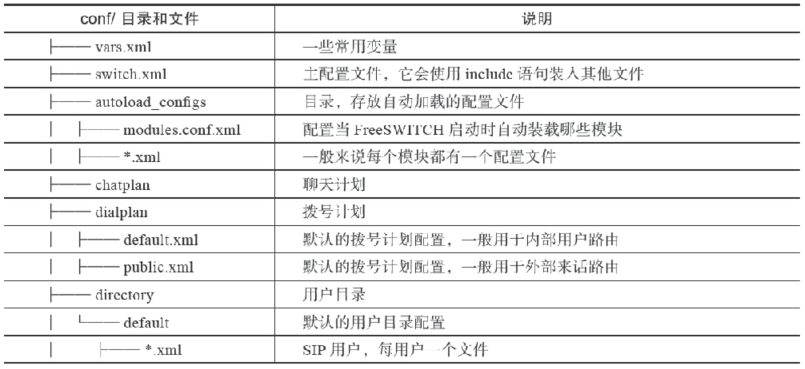 conf/ 目录和文件 说明
├── vars.xml 一些常用变量
├── switch.xml 主配置文件，它会使用 include 语句装入其他文件
├── autoload_configs 目录，存放自动加载的配置文件
│ ├── modules.conf.xml 配置当 FreeSWITCH 启动时自动装载哪些模块
│ ├── *.xml 一般来说每个模块都有一个配置文件
├── chatplan 聊天计划
├── dialplan 拨号计划
│ ├── default.xml 默认的拨号计划配置，一般用于内部用户路由
│ ├── public.xml 默认的拨号计划配置，一般用于外部来话路由
├── directory 用户目录
│ └── default 默认的用户目录配置
│ ├── *.xml SIP 用户，每用户一个文件